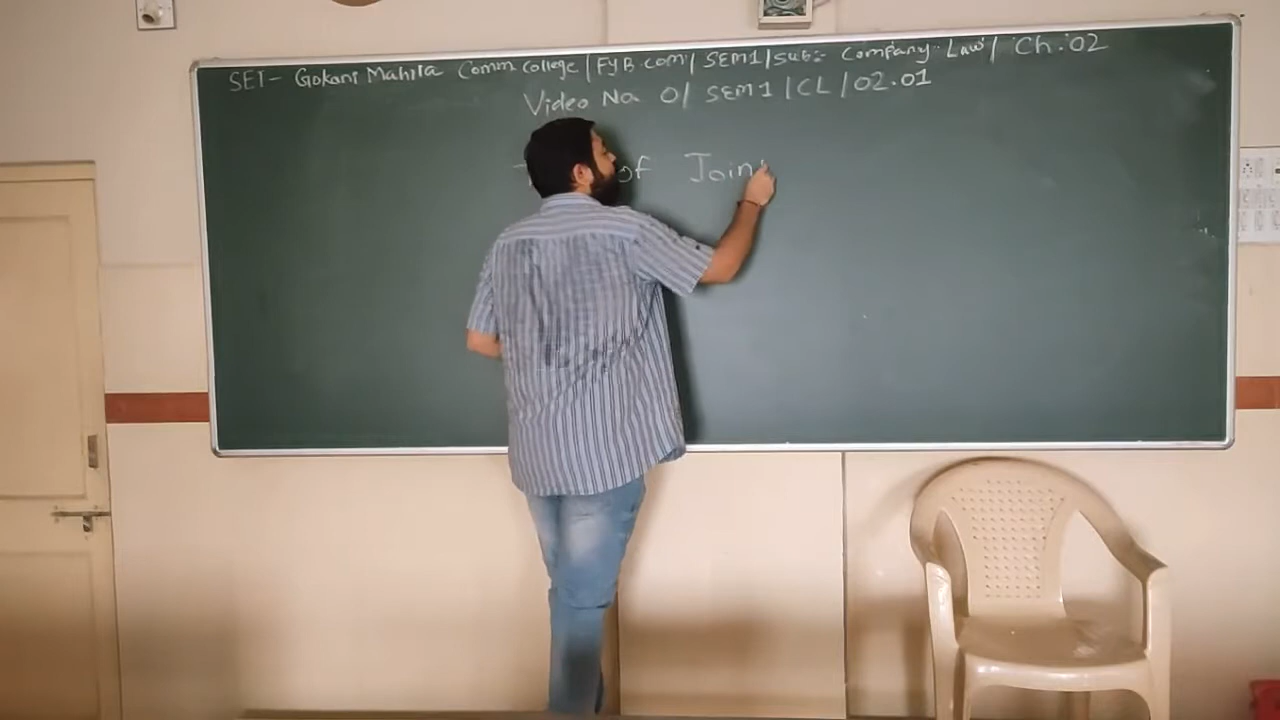 SET- Gokani Mahila Comm College / FYB.com / SEM1 / Sub:- Company Law / Ch.02
Video No 01 SEM1 / CL / 02.01
of Join